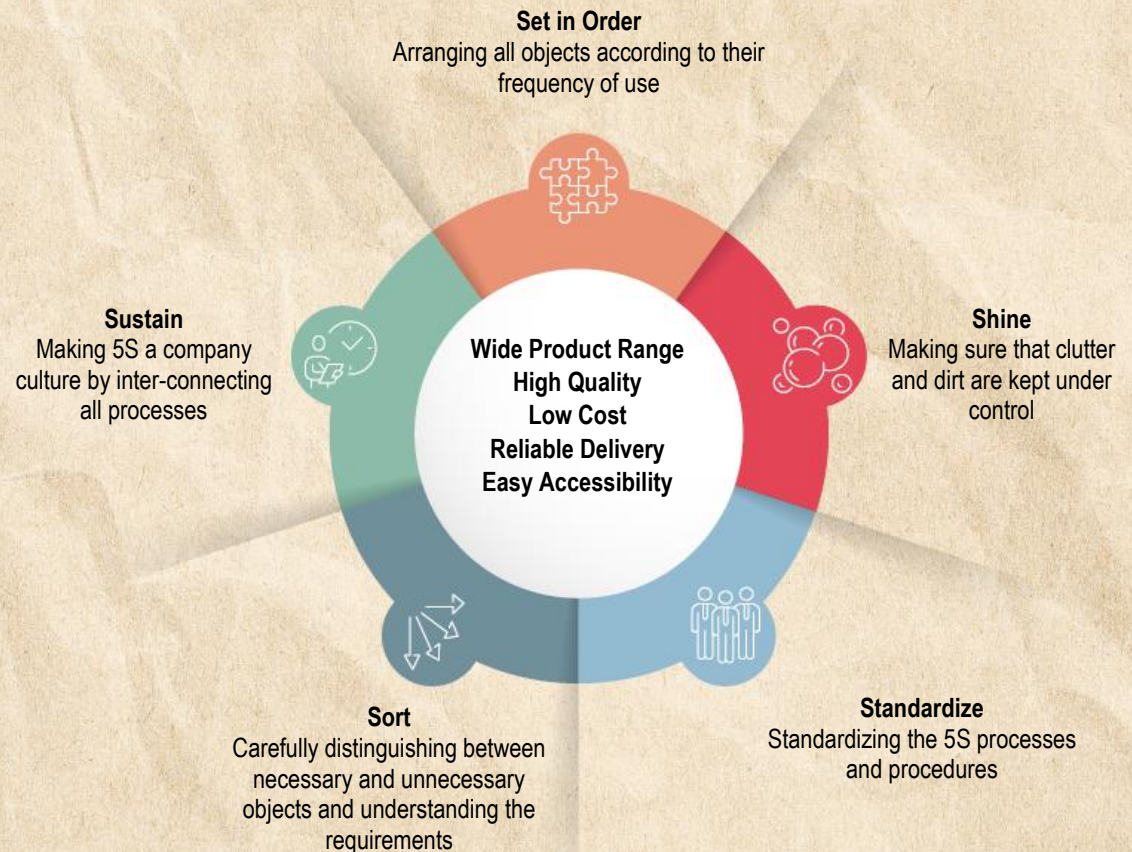 Set in Order
Arranging all objects according to their
frequency of use
Sustain
Making 5S a company
culture by inter-connecting
all processes
Wide Product Range
High Quality
Low Cost
Reliable Delivery
Easy Accessibility
Shine
Making sure that clutter
and dirt are kept under
control
Sort
Carefully distinguishing between
necessary and unnecessary
objects and understanding the
requirements
Standardize
Standardizing the 5S processes
and procedures